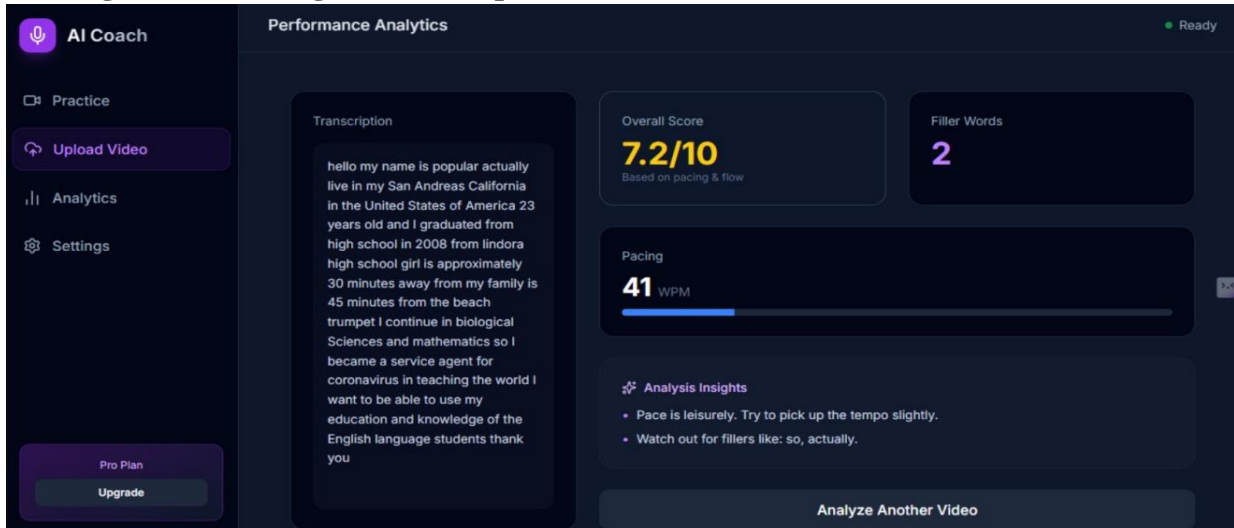 AI Coach
Practice
Upload Video
Analytics
Settings
Pro Plan
Upgrade
Performance Analytics
Ready
Transcription
hello my name is popular actually
live in my San Andreas California
in the United States of America 23
years old and I graduated from
high school in 2008 from lindora
high school girl is approximately
30 minutes away from my family is
45 minutes from the beach
trumpet I continue in biological
Sciences and mathematics so I
became a service agent for
coronavirus in teaching the world I
want to be able to use my
education and knowledge of the
English language students thank
you
Overall Score
7.2/10
Based on pacing & flow
Filler Words
2
Pacing
41 WPM
Analysis Insights
• Pace is leisurely. Try to pick up the tempo slightly.
• Watch out for fillers like: so, actually.
Analyze Another Video